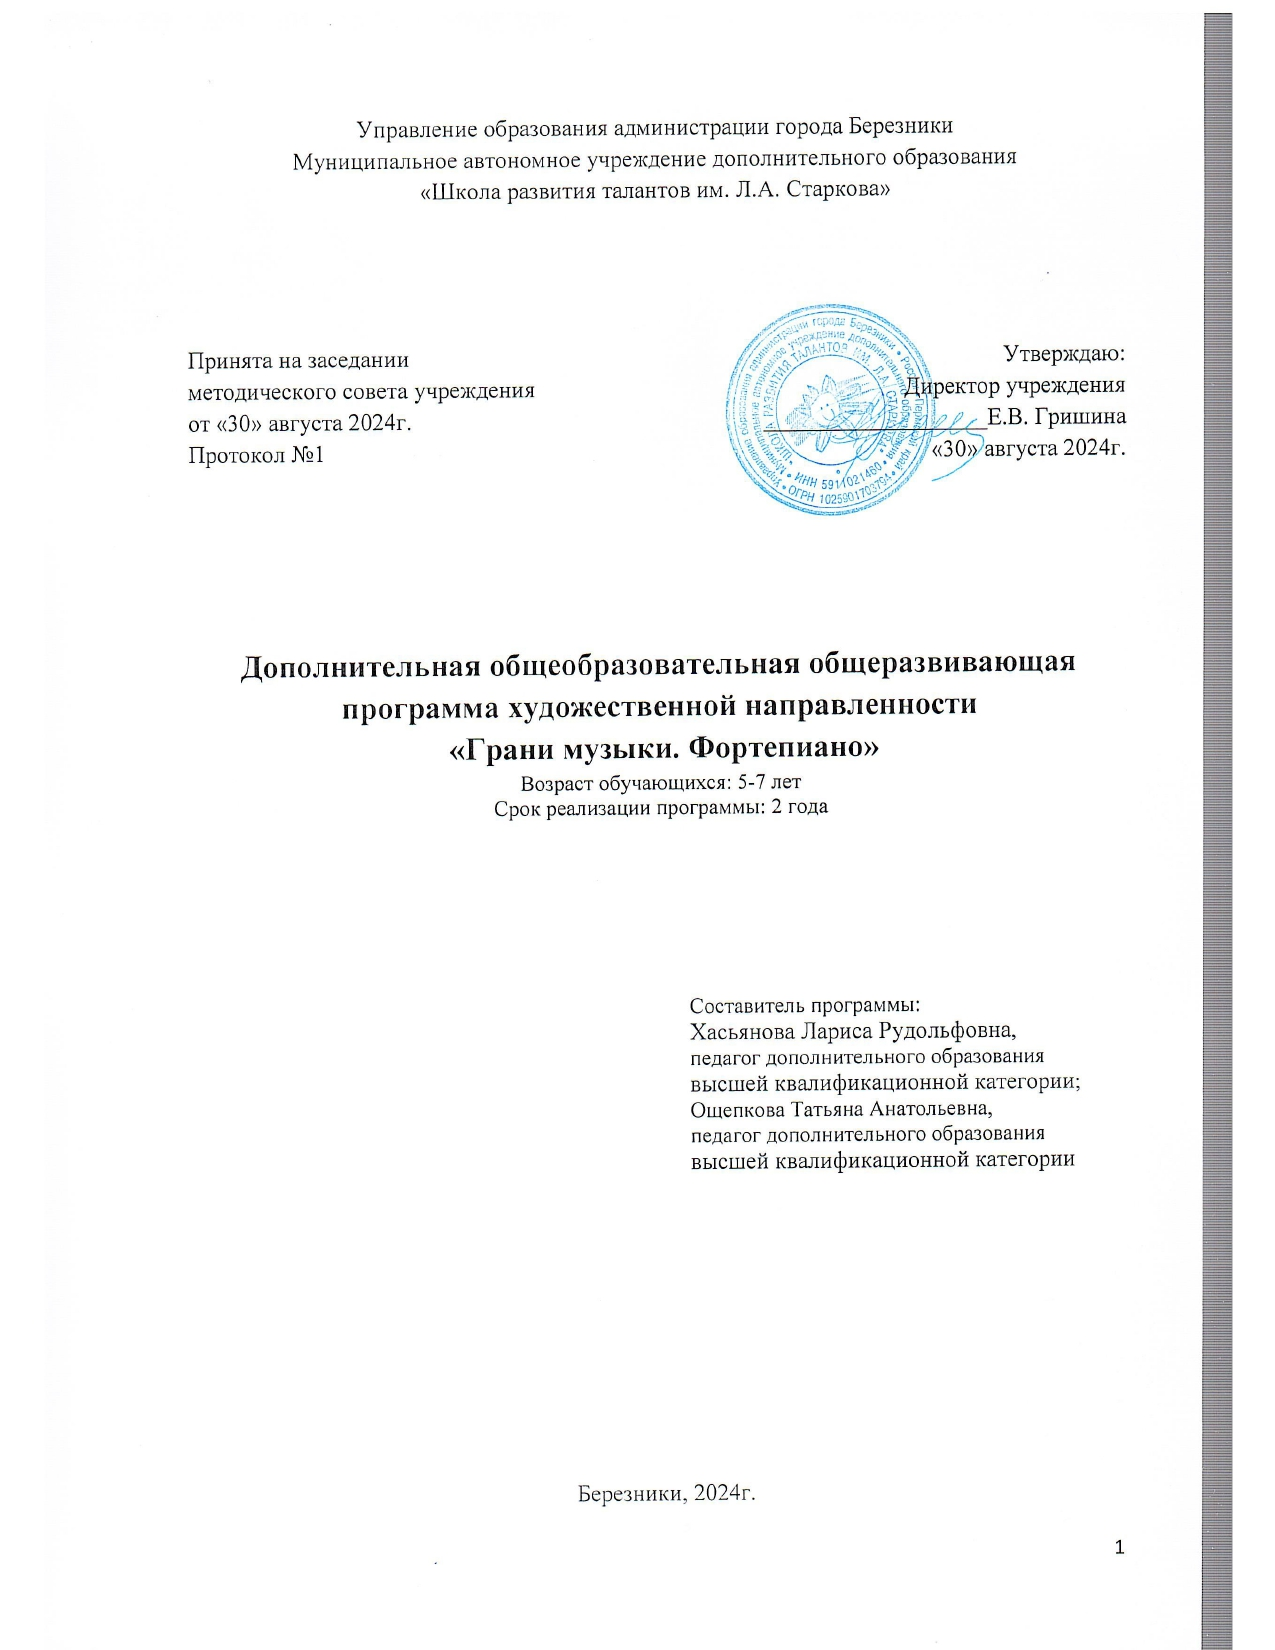 Управление образования администрации города Березники
Муниципальное автономное учреждение дополнительного образования
«Школа развития талантов им. Л.А. Старкова»
Принята на заседании
методического совета учреждения
от «30» августа 2024г.
Протокол №1
Утверждаю:
Директор учреждения
Е.В. Гришина
«30» августа 2024г.
ИНН 5911021460
ОГРН 1025901703794
Дополнительная общеобразовательная общеразвивающая
программа художественной направленности
«Грани музыки. Фортепиано»
Возраст обучающихся: 5-7 лет
Срок реализации программы: 2 года
Составитель программы:
Хасьянова Лариса Рудольфовна,
педагог дополнительного образования
высшей квалификационной категории;
Ощепкова Татьяна Анатольевна,
педагог дополнительного образования
высшей квалификационной категории
Березники, 2024г.
1